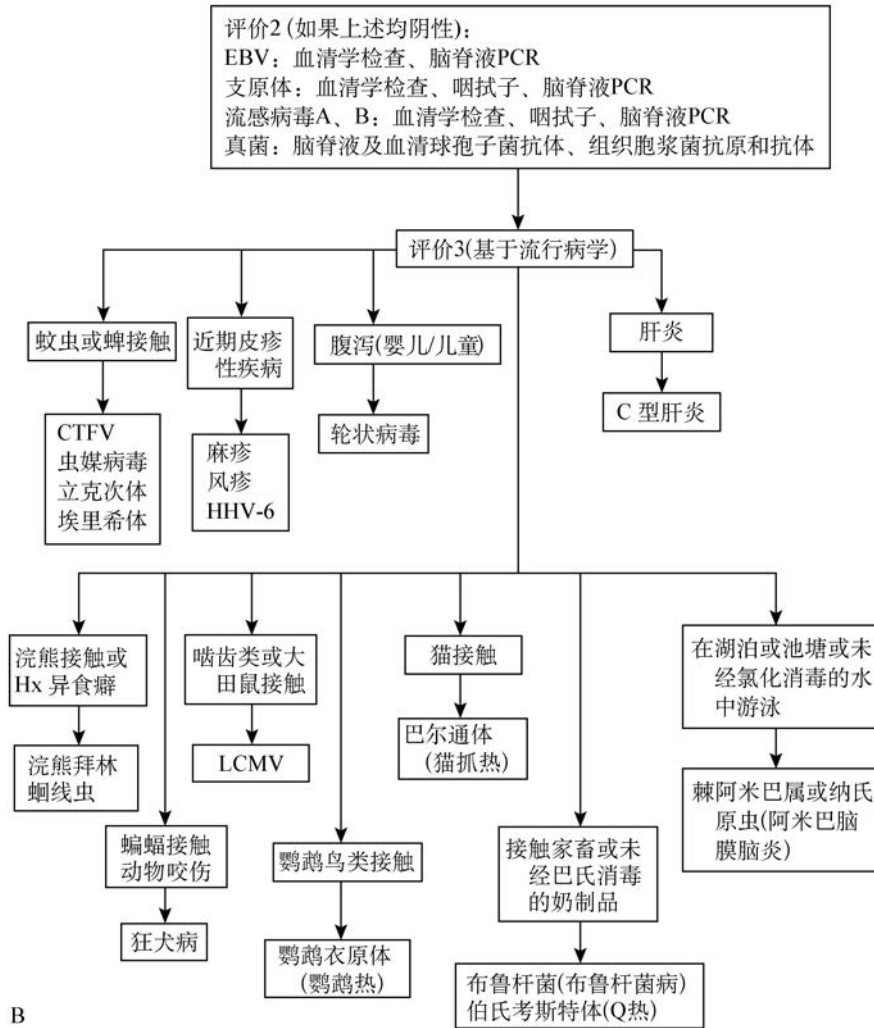 评价2 (如果上述均阴性)：
EBV：血清学检查、脑脊液PCR
支原体：血清学检查、咽拭子、脑脊液PCR
流感病毒A、B：血清学检查、咽拭子、脑脊液PCR
真菌：脑脊液及血清球孢子菌抗体、组织胞浆菌抗原和抗体
评价3(基于流行病学)
蚊虫或蜱接触
近期皮疹
性疾病
腹泻(婴儿/儿童)
肝炎
CTFV
虫媒病毒
立克次体
埃里希体
麻疹
风疹
HHV-6
轮状病毒
C 型肝炎
浣熊接触或
Hx 异食癖
啮齿类或大
田鼠接触
猫接触
在湖泊或池塘或未
经氯化消毒的水
中游泳
浣熊拜林
蛔线虫
LCMV
巴尔通体
(猫抓热)
棘阿米巴属或纳氏
原虫(阿米巴脑
膜脑炎)
蝙蝠接触
动物咬伤
鹦鹉鸟类接触
接触家畜或未
经巴氏消毒
的奶制品
狂犬病
鹦鹉衣原体
(鹦鹉热)
布鲁杆菌(布鲁杆菌病)
伯氏考斯特体(Q热)
B